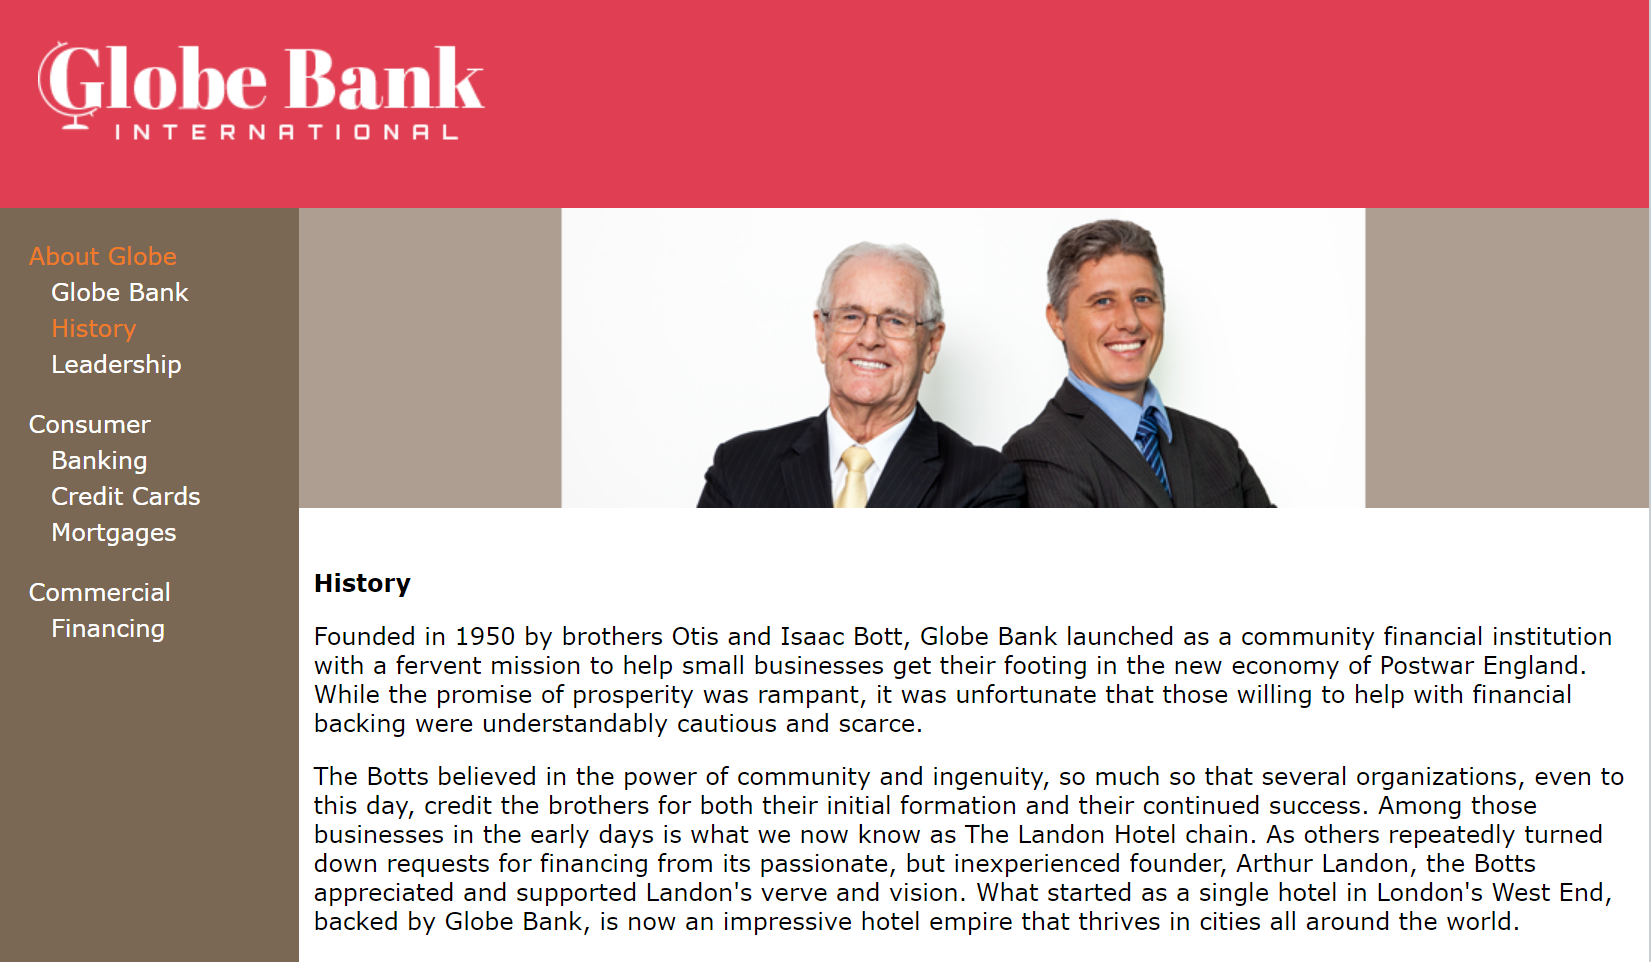 Globe Bank
INTERNATIONAL
About Globe
Globe Bank
History
Leadership
Consumer
Banking
Credit Cards
Mortgages
Commercial
Financing
History
Founded in 1950 by brothers Otis and Isaac Bott, Globe Bank launched as a community financial institution
with a fervent mission to help small businesses get their footing in the new economy of Postwar England.
While the promise of prosperity was rampant, it was unfortunate that those willing to help with financial
backing were understandably cautious and scarce.
The Botts believed in the power of community and ingenuity, so much so that several organizations, even to
this day, credit the brothers for both their initial formation and their continued success. Among those
businesses in the early days is what we now know as The Landon Hotel chain. As others repeatedly turned
down requests for financing from its passionate, but inexperienced founder, Arthur Landon, the Botts
appreciated and supported Landon's verve and vision. What started as a single hotel in London's West End,
backed by Globe Bank, is now an impressive hotel empire that thrives in cities all around the world.